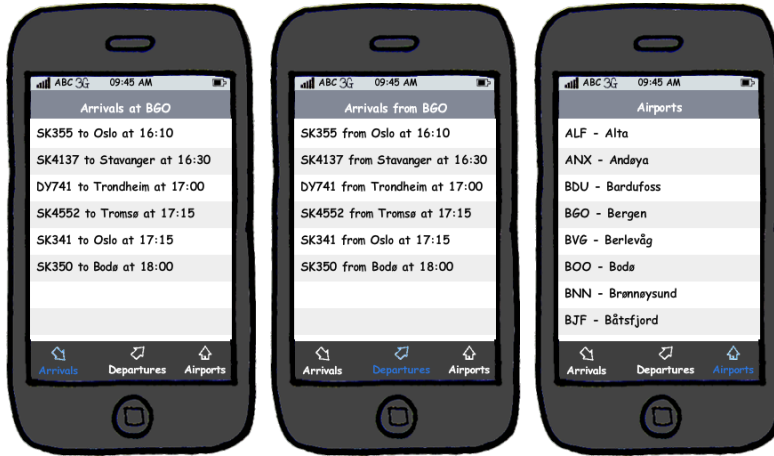 ABC 3G 09:45 AM
Arrivals at BGO
SK355 to Oslo at 16:10
SK4137 to Stavanger at 16:30
DY741 to Trondheim at 17:00
SK4552 to Tromsø at 17:15
SK341 to Oslo at 17:15
SK350 to Bodø at 18:00
Arrivals Departures Airports
ABC 3G 09:45 AM
Arrivals from BGO
SK355 from Oslo at 16:10
SK4137 from Stavanger at 16:30
DY741 from Trondheim at 17:00
SK4552 from Tromsø at 17:15
SK341 from Oslo at 17:15
SK350 from Bodø at 18:00
Arrivals Departures Airports
ABC 3G 09:45 AM
Airports
ALF - Alta
ANX - Andøya
BDU - Bardufoss
BGO - Bergen
BVG - Berlevåg
BOO - Bodø
BNN - Brønnøysund
BJF - Båtsfjord
Arrivals Departures Airports